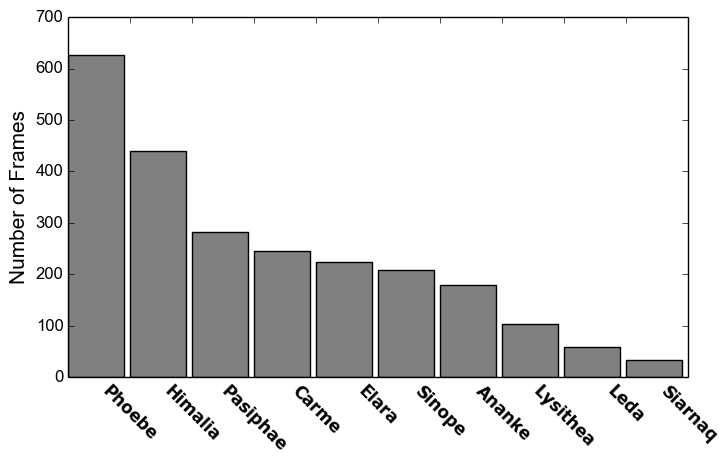 700
600
500
400
300
200
100
0
Number of Frames
Phoebe
Himalia
Pasiphae
Carme
Elara
Sinope
Ananke
Lysithea
Leda
Siarnaq